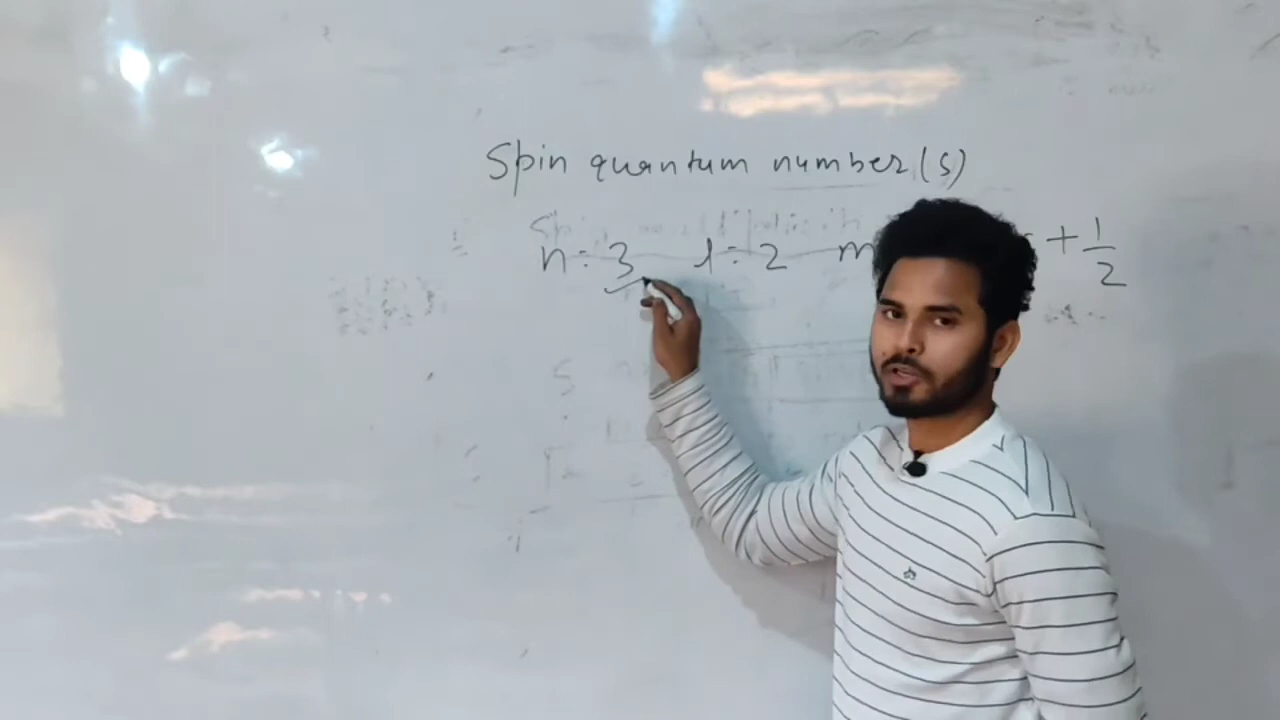 Spin quantum number (s)
n = 3 l = 2 m + 1/2